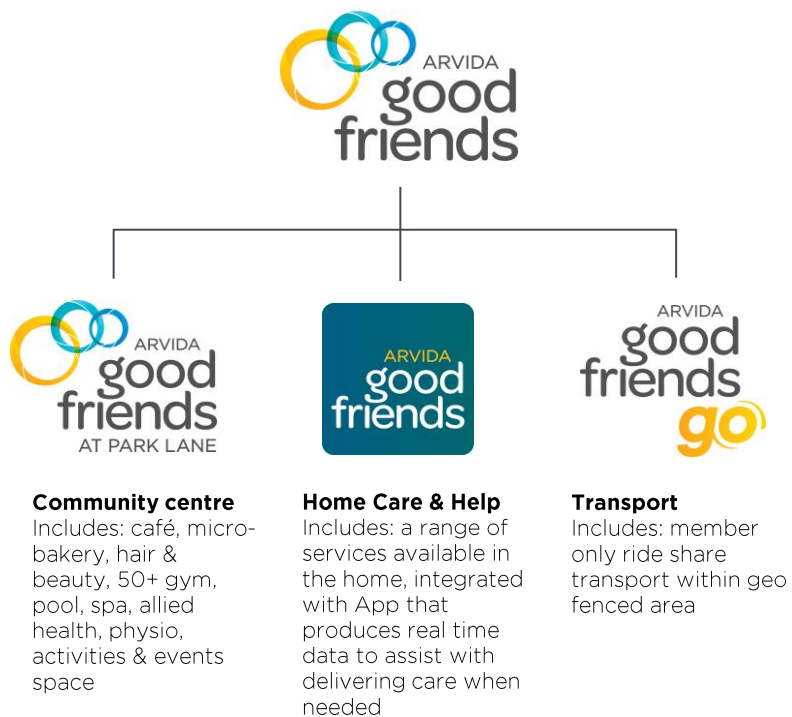 ARVIDA
good
friends
ARVIDA
good
friends
AT PARK LANE
ARVIDA
good
friends
ARVIDA
good
friends
go
Community centre
Includes: café, micro-
bakery, hair &
beauty, 50+ gym,
pool, spa, allied
health, physio,
activities & events
space
Home Care & Help
Includes: a range of
services available in
the home, integrated
with App that
produces real time
data to assist with
delivering care when
needed
Transport
Includes: member
only ride share
transport within geo
fenced area